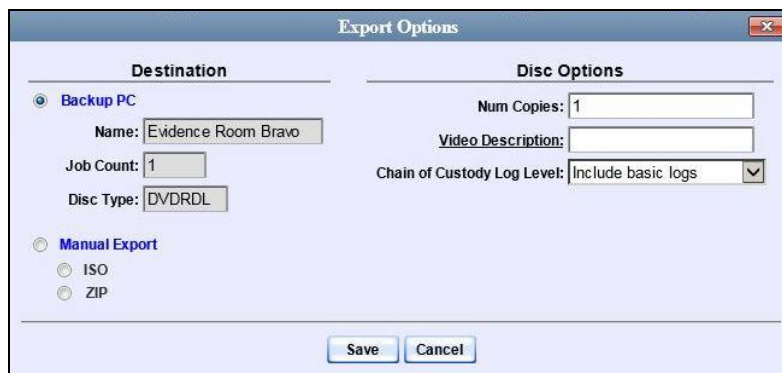 Export Options
Destination
Backup PC
Name: Evidence Room Bravo
Job Count: 1
Disc Type: DVDRDL
Manual Export
ISO
ZIP
Disc Options
Num Copies: 1
Video Description:
Chain of Custody Log Level: Include basic logs
Save Cancel